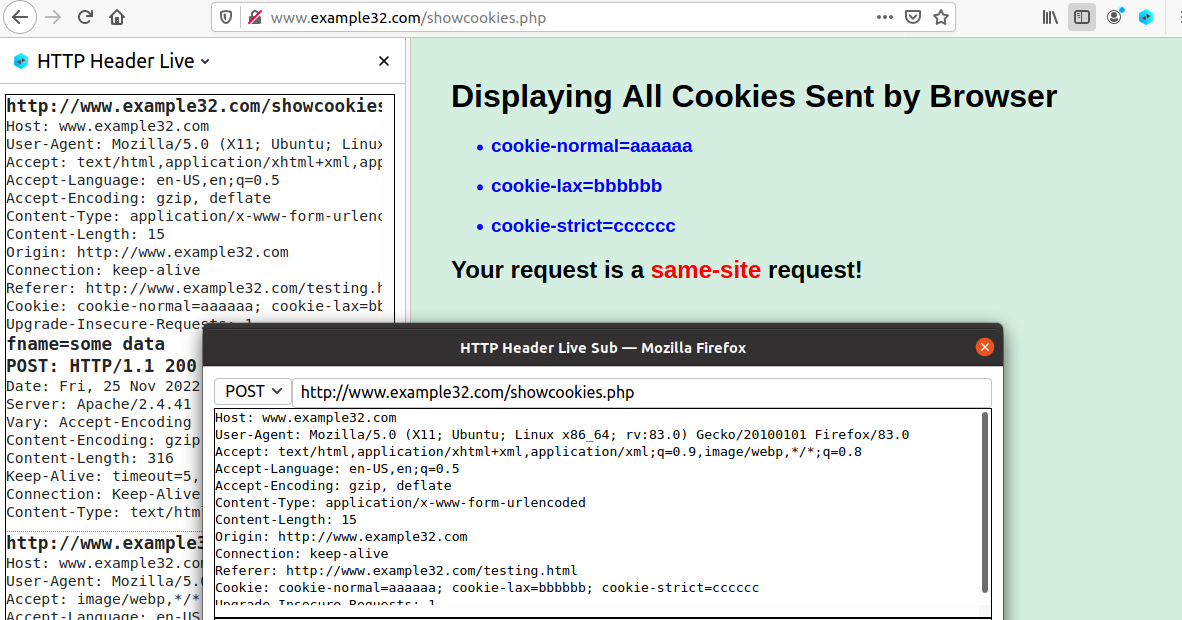 www.example32.com/showcookies.php
HTTP Header Live
http://www.example32.com/showcookies
Host: www.example32.com
User-Agent: Mozilla/5.0 (X11; Ubuntu; Linux
Accept: text/html,application/xhtml+xml,app
Accept-Language: en-US,en;q=0.5
Accept-Encoding: gzip, deflate
Content-Type: application/x-www-form-urlenc
Content-Length: 15
Origin: http://www.example32.com
Connection: keep-alive
Referer: http://www.example32.com/testing.h
Cookie: cookie-normal=aaaaaa; cookie-lax=bb
Upgrade-Insecure-Requests: 1
fname=some data
POST: HTTP/1.1 200
Date: Fri, 25 Nov 2022
Server: Apache/2.4.41
Vary: Accept-Encoding
Content-Encoding: gzip
Content-Length: 316
Keep-Alive: timeout=5,
Connection: Keep-Alive
Content-Type: text/html
http://www.example3
Host: www.example32.co
User-Agent: Mozilla/5.0
Accept: image/webp,*/*
Accept-Language: en-US
Displaying All Cookies Sent by Browser
• cookie-normal=aaaaaa
• cookie-lax=bbbbbb
• cookie-strict=cccccc
Your request is a same-site request!
HTTP Header Live Sub — Mozilla Firefox
POST http://www.example32.com/showcookies.php
Host: www.example32.com
User-Agent: Mozilla/5.0 (X11; Ubuntu; Linux x86_64; rv:83.0) Gecko/20100101 Firefox/83.0
Accept: text/html,application/xhtml+xml,application/xml;q=0.9,image/webp,*/*;q=0.8
Accept-Language: en-US,en;q=0.5
Accept-Encoding: gzip, deflate
Content-Type: application/x-www-form-urlencoded
Content-Length: 15
Origin: http://www.example32.com
Connection: keep-alive
Referer: http://www.example32.com/testing.html
Cookie: cookie-normal=aaaaaa; cookie-lax=bbbbbb; cookie-strict=cccccc
Upgrade-Insecure-Requests: 1